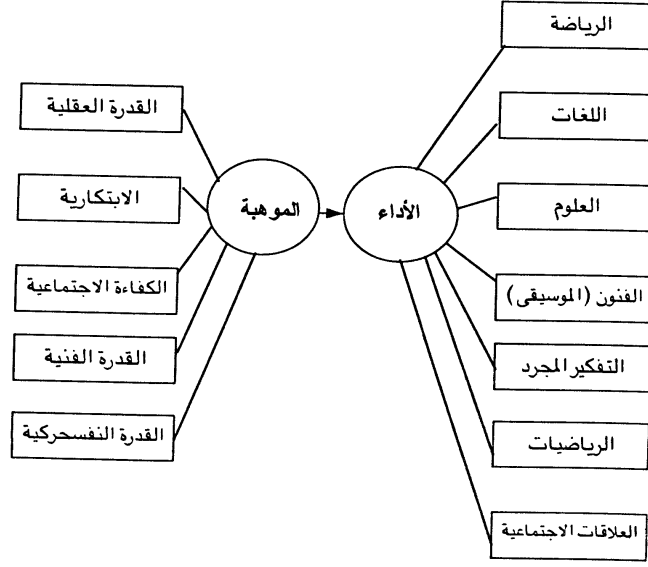 الرياضة
اللغات
العلوم
الفنون (الموسيقى)
التفكير المجرد
الرياضيات
العلاقات الاجتماعية
الأداء
الموهبة
القدرة العقلية
الابتكارية
الكفاءة الاجتماعية
القدرة الفنية
القدرة النفسحركية